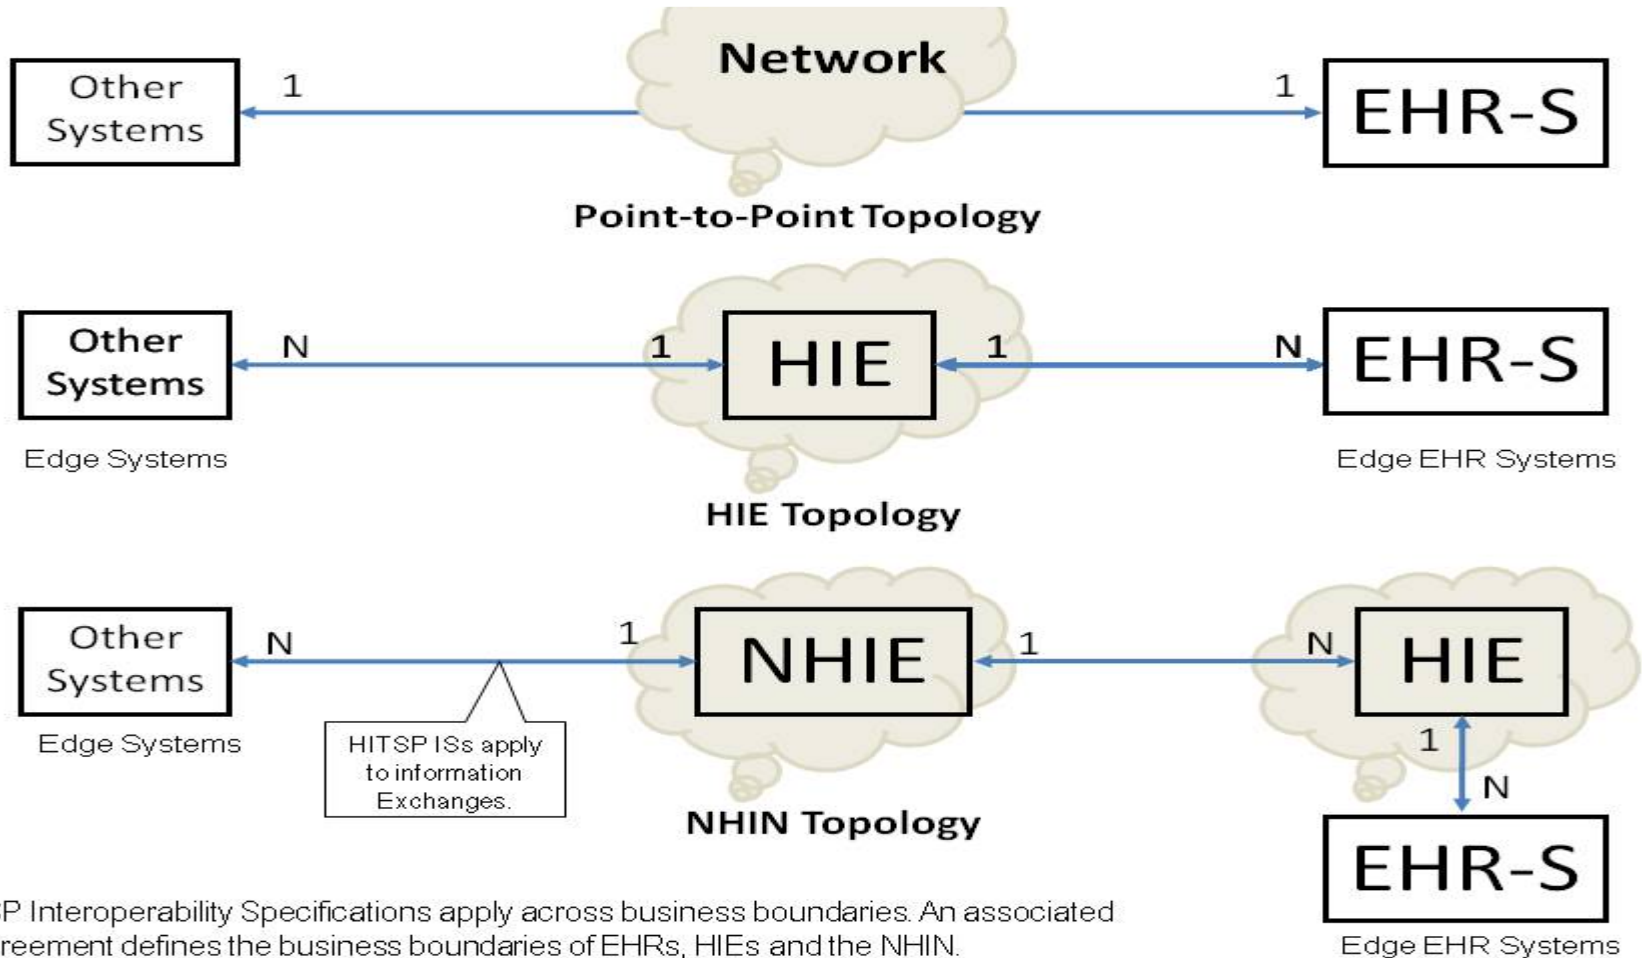 Network
Other
Systems
1
1
EHR-S
Point-to-Point Topology
Other
Systems
N
1
HIE
1
N
EHR-S
Edge Systems
Edge EHR Systems
HIE Topology
Other
Systems
N
1
NHIE
1
N
HIE
Edge Systems
HITSP ISs apply
to information
Exchanges.
1
N
NHIN Topology
EHR-S
Edge EHR Systems
P Interoperability Specifications apply across business boundaries. An associated
reement defines the business boundaries of EHRs, HIEs and the NHIN.